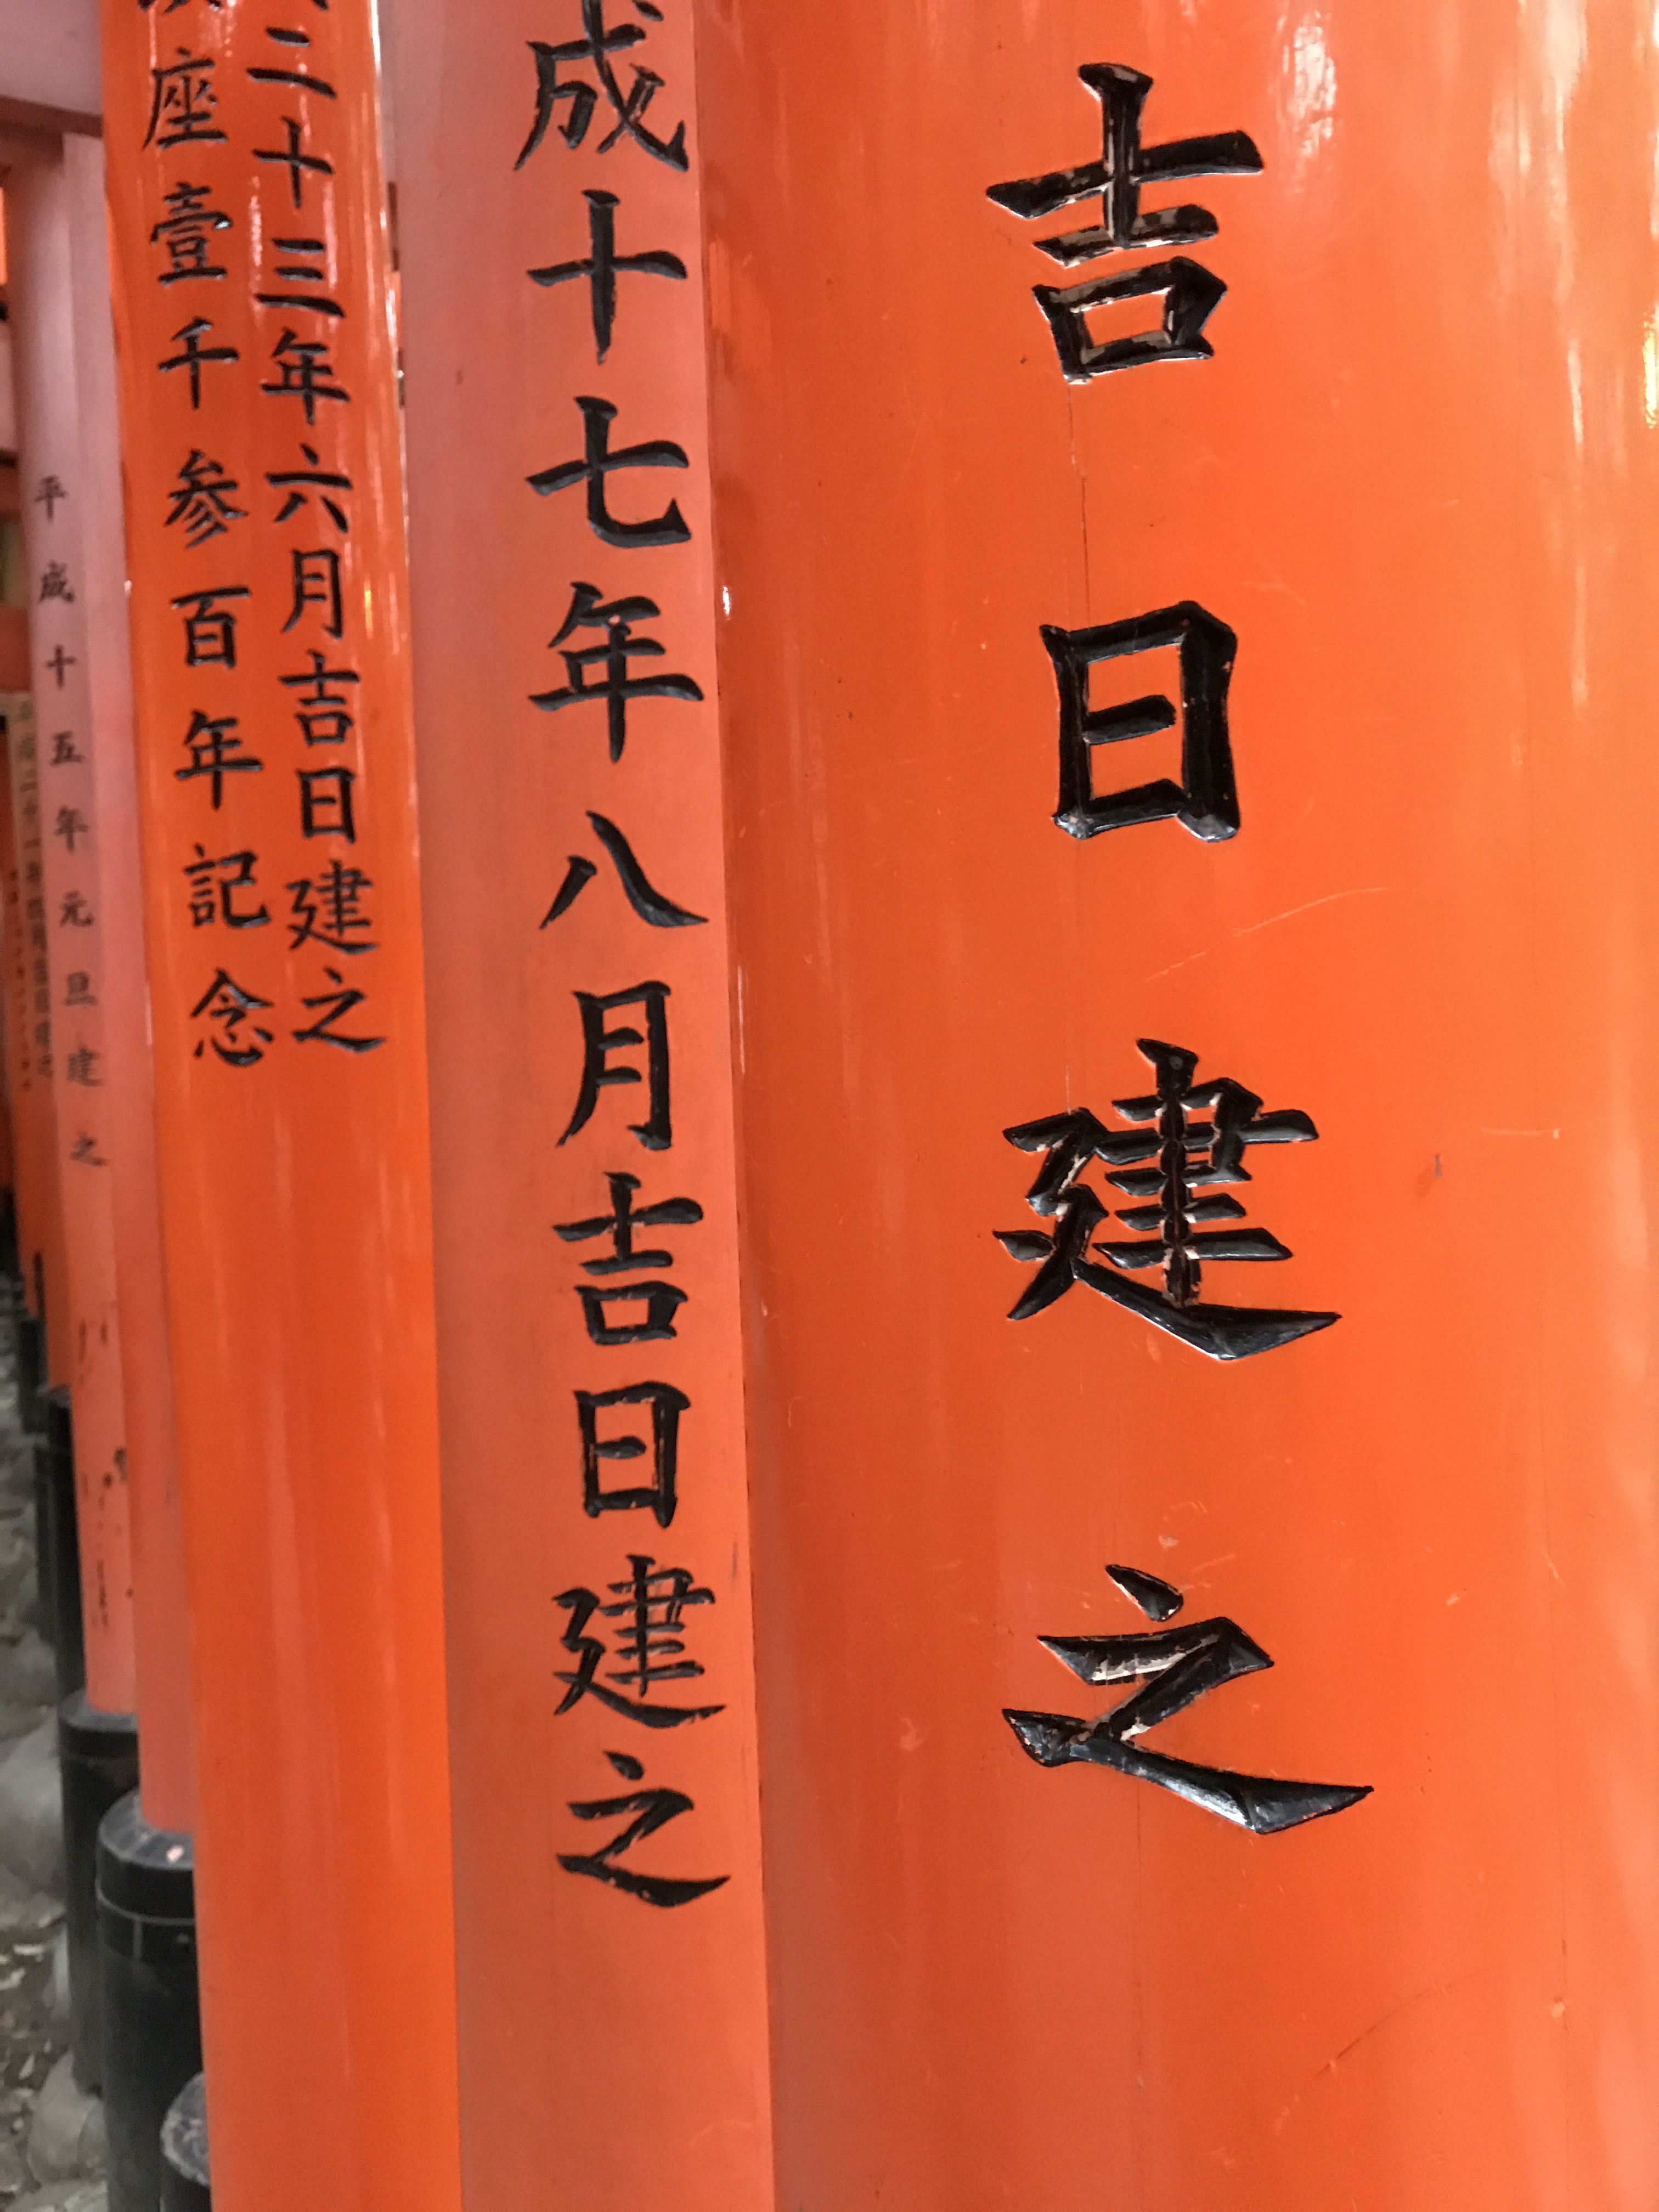 吉日建之
成十七年八月吉日建之
二十三年六月吉日建之
座壹千参百年記念
平成十五年元旦建之